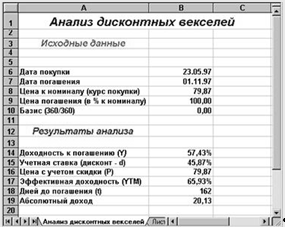 A B C
1 Анализ дисконтных векселей
2
3 Исходные данные
5
6 Дата покупки 23.05.97
7 Дата погашения 01.11.97
8 Цена к номиналу (курс покупки) 79,87
9 Цена погашения (в % к номиналу) 100,00
10 Базис (360/360) 0,00
11
12 Результаты анализа
13
14 Доходность к погашению (Y) 57,43%
15 Учетная ставка (дисконт - d) 45,87%
16 Цена с учетом скидки (P) 79,87
17 Эффективная доходность (YTM) 65,93%
18 Дней до погашения (t) 162
19 Абсолютный доход 20,13
20
Анализ дисконтных векселей Лист